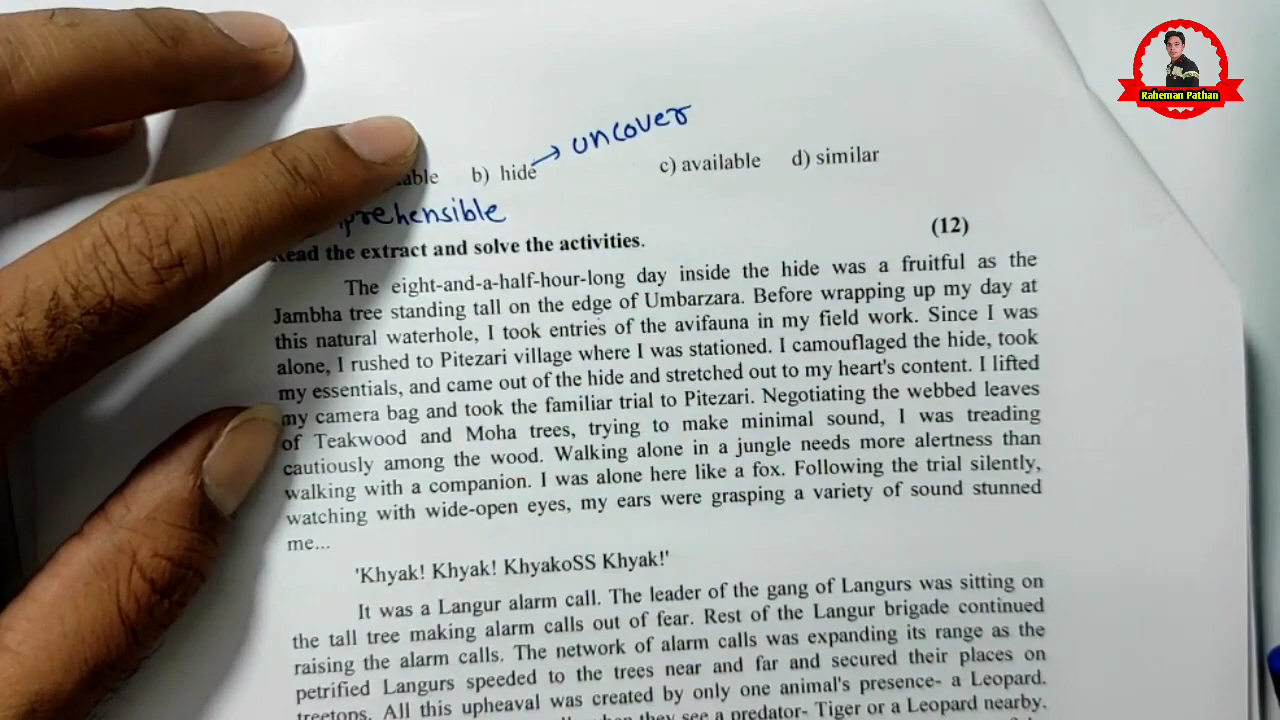 uncover
b) hide c) available d) similar
(12)
the extract and solve the activities.
The eight-and-a-half-hour-long day inside the hide was a fruitful as the
Jambha tree standing tall on the edge of Umbarzara. Before wrapping up my day at
this natural waterhole, I took entries of the avifauna in my field work. Since I was
alone, I rushed to Pitezari village where I was stationed. I camouflaged the hide, took
my essentials, and came out of the hide and stretched out to my heart's content. I lifted
my camera bag and took the familiar trial to Pitezari. Negotiating the webbed leaves
of Teakwood and Moha trees, trying to make minimal sound, I was treading
cautiously among the wood. Walking alone in a jungle needs more alertness than
walking with a companion. I was alone here like a fox. Following the trial silently,
watching with wide-open eyes, my ears were grasping a variety of sound stunned
me...
'Khyak! Khyak! KhyakoSS Khyak!'
It was a Langur alarm call. The leader of the gang of Langurs was sitting on
the tall tree making alarm calls out of fear. Rest of the Langur brigade continued
raising the alarm calls. The network of alarm calls was expanding its range as the
petrified Langurs speeded to the trees near and far and secured their places on
treetops. All this upheaval was created by only one animal's presence- a Leopard.
they see a predator- Tiger or a Leopard nearby.
Raheman Pathan